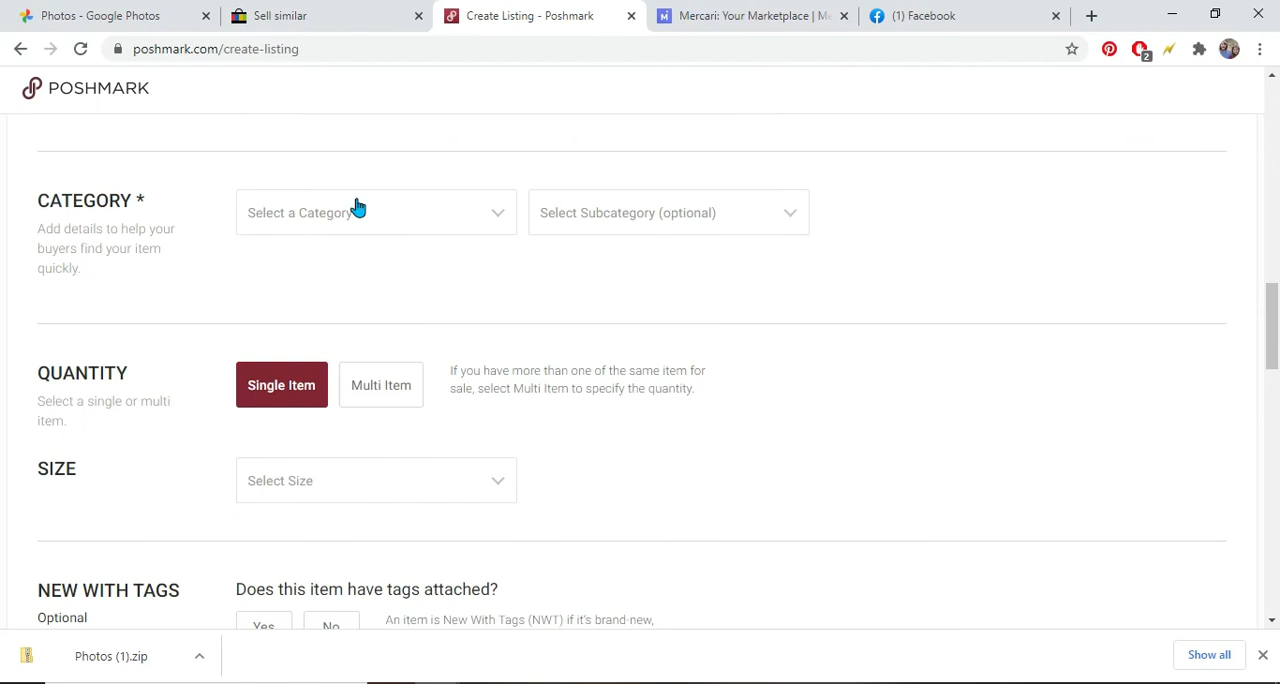 Photos - Google Photos
Sell similar
Create Listing - Poshmark
Mercari: Your Marketplace | Me
(1) Facebook
poshmark.com/create-listing
2
POSHMARK
CATEGORY *
Add details to help your
buyers find your item
quickly.
Select a Category
Select Subcategory (optional)
QUANTITY
Select a single or multi
item.
Single Item
Multi Item
If you have more than one of the same item for
sale, select Multi Item to specify the quantity.
SIZE
Select Size
NEW WITH TAGS
Optional
Does this item have tags attached?
Yes
No
An item is New With Tags (NWT) if it's brand-new,
Photos (1).zip
Show all